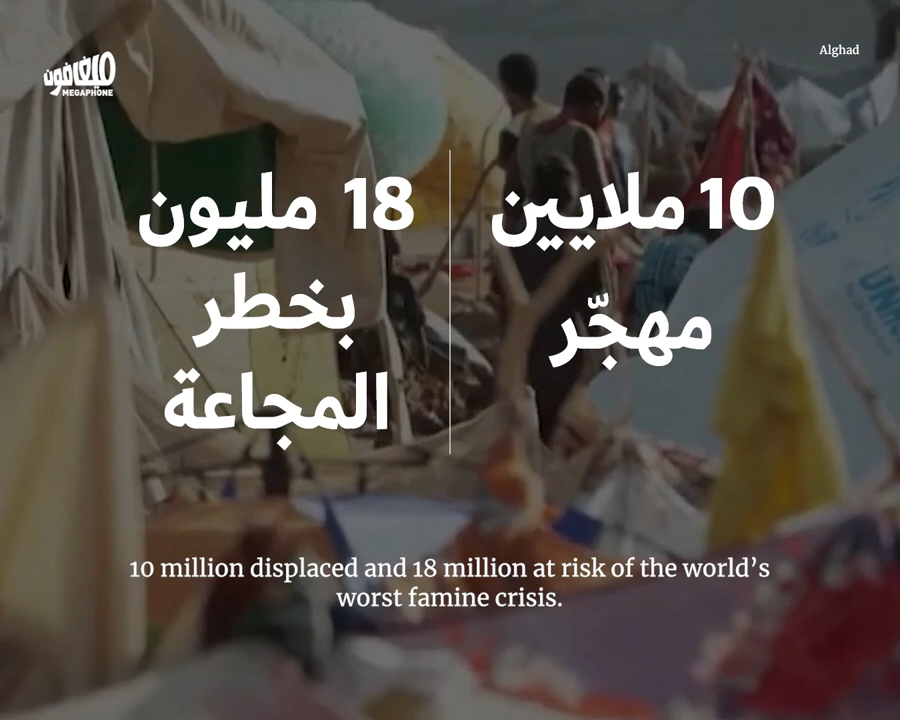 ميغافون
MEGAPHONE
Alghad
10 ملايين
مهجّر
18 مليون
بخطر
المجاعة
UNHC
10 million displaced and 18 million at risk of the world’s
worst famine crisis.